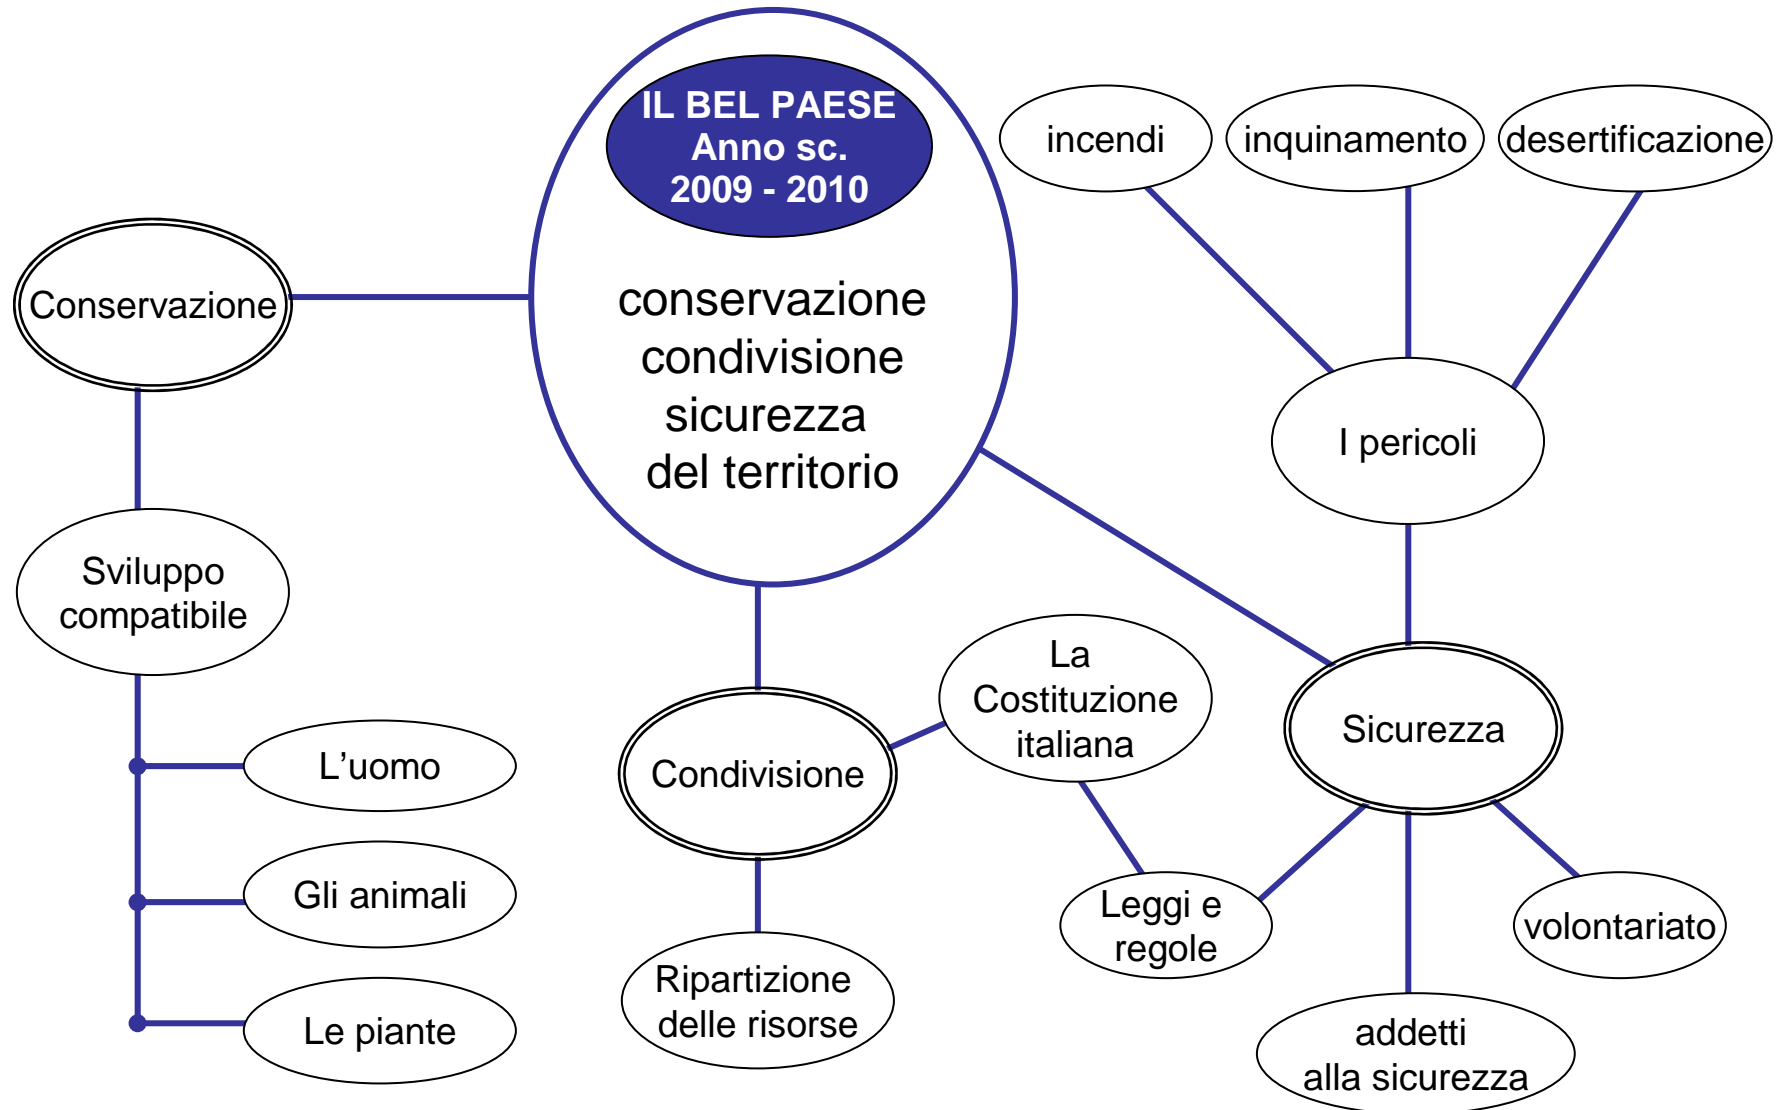 IL BEL PAESE
Anno sc.
2009 - 2010
conservazione
condivisione
sicurezza
del territorio
incendi
inquinamento
desertificazione
Conservazione
I pericoli
Sviluppo
compatibile
La
Costituzione
italiana
Sicurezza
Condivisione
L'uomo
Gli animali
Le piante
Leggi e
regole
volontariato
Ripartizione
delle risorse
addetti
alla sicurezza